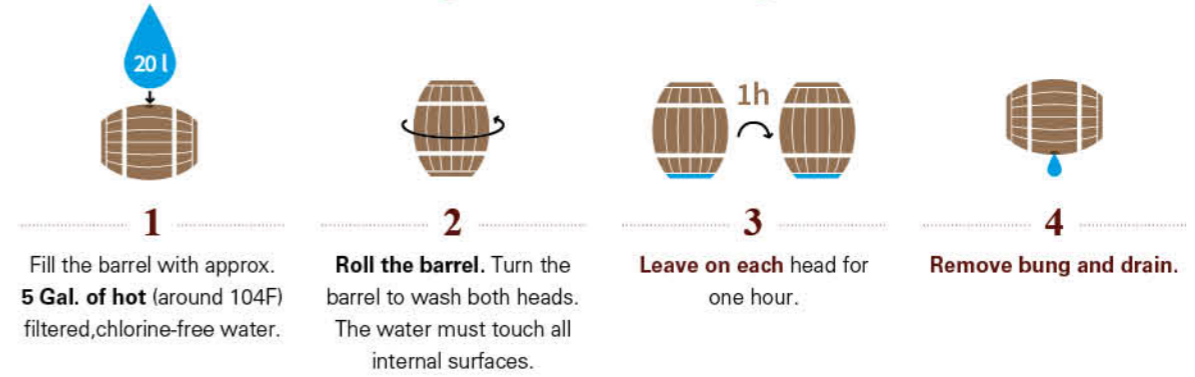 20 l
1
Fill the barrel with approx.
5 Gal. of hot (around 104F)
filtered,chlorine-free water.
2
Roll the barrel. Turn the
barrel to wash both heads.
The water must touch all
internal surfaces.
1h
3
Leave on each head for
one hour.
4
Remove bung and drain.